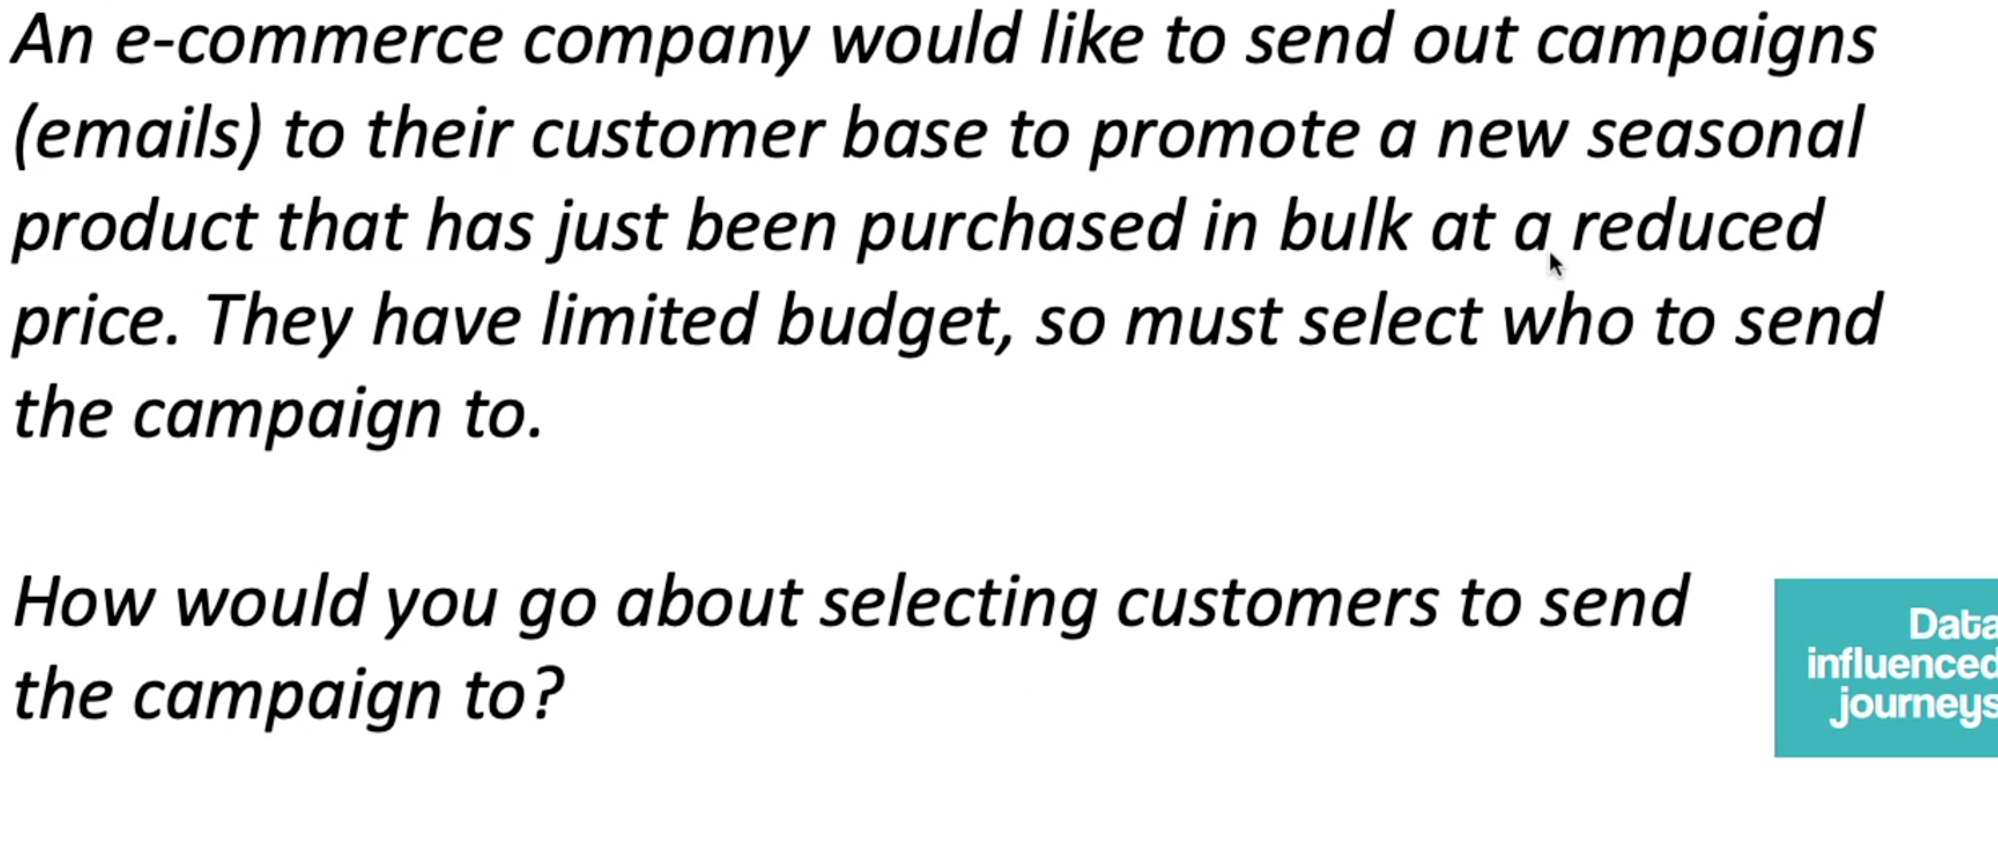 An e-commerce company would like to send out campaigns
(emails) to their customer base to promote a new seasonal
product that has just been purchased in bulk at a reduced
price. They have limited budget, so must select who to send
the campaign to.
How would you go about selecting customers to send
the campaign to?
Data
influenced
journeys